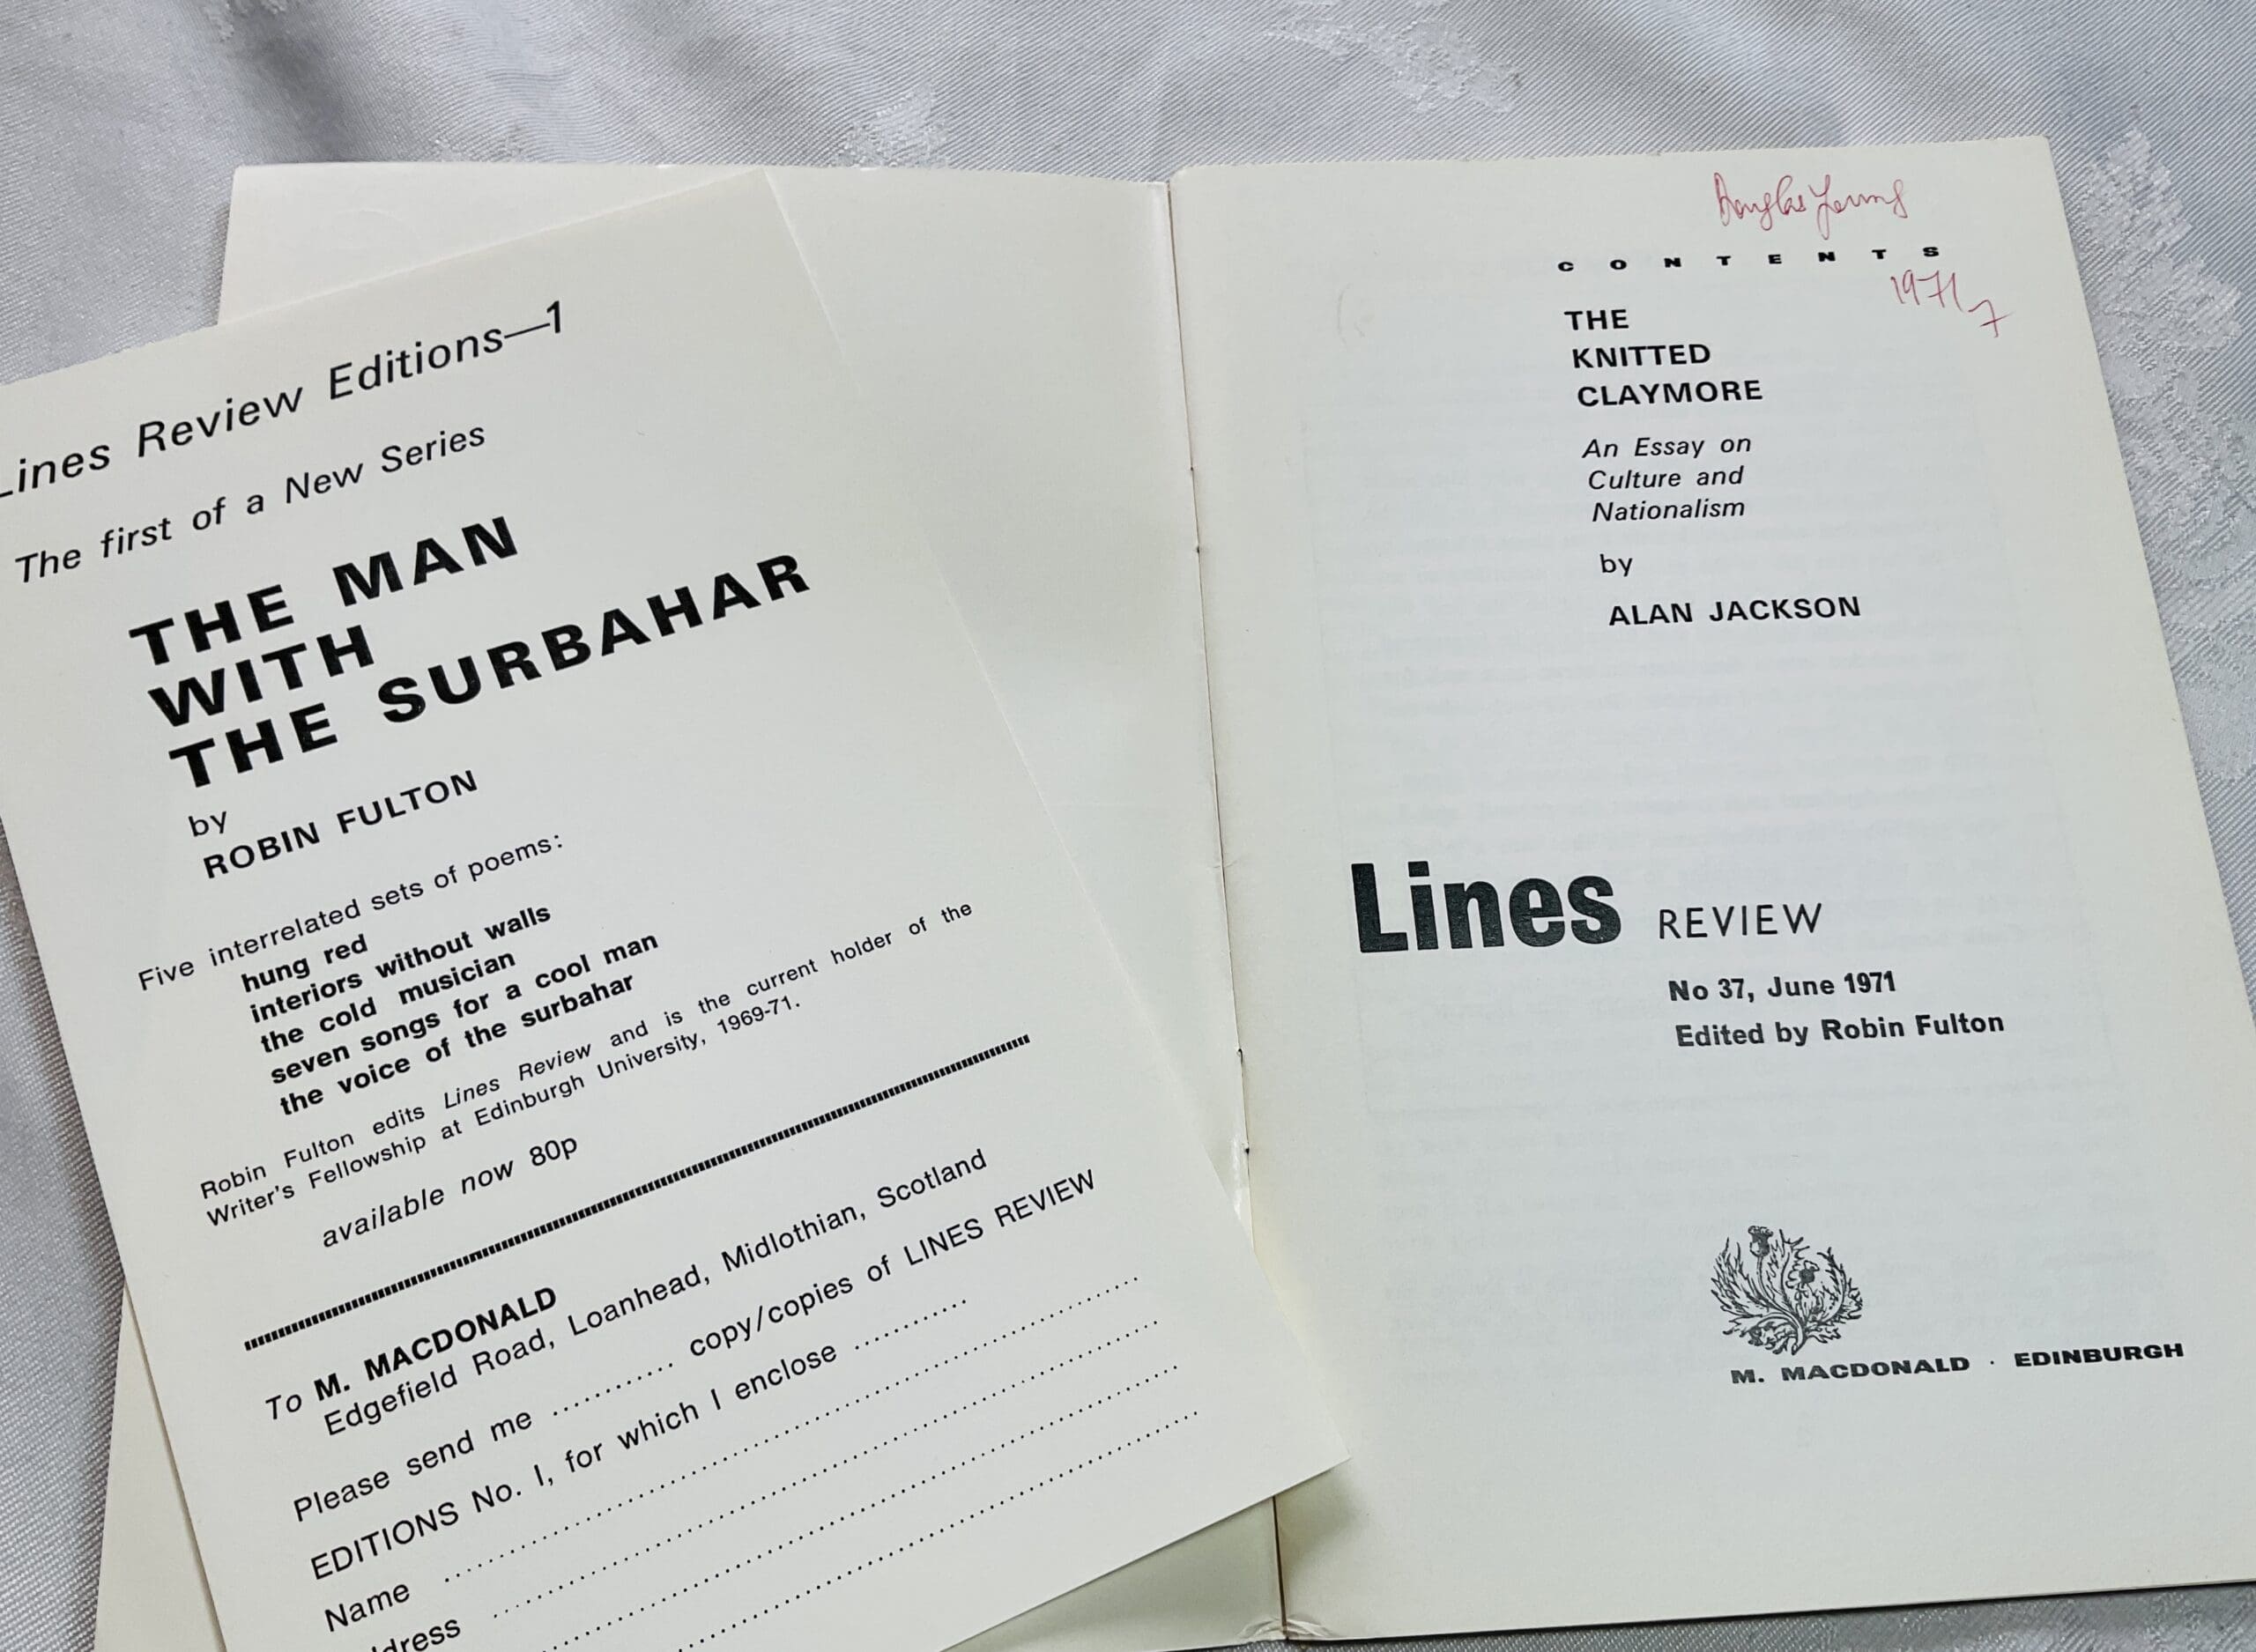 Lines Review Editions—1
The first of a New Series
THE MAN
WITH
THE SURBAHAR
by
ROBIN FULTON
Five interrelated sets of poems:
hung red
interiors without walls
the cold musician
seven songs for a cool man
the voice of the surbahar
Robin Fulton edits Lines Review and is the current holder of the
Writer's Fellowship at Edinburgh University, 1969-71.
available now 80p
To M. MACDONALD
Edgefield Road, Loanhead, Midlothian, Scotland
Please send me ............ copy/copies of LINES REVIEW
EDITIONS No. I, for which I enclose ............
Name
ddress
Douglas Young
CONTENTS
1971
7
THE
KNITTED
CLAYMORE
An Essay on
Culture and
Nationalism
by
ALAN JACKSON
Lines REVIEW
No 37, June 1971
Edited by Robin Fulton
M. MACDONALD · EDINBURGH